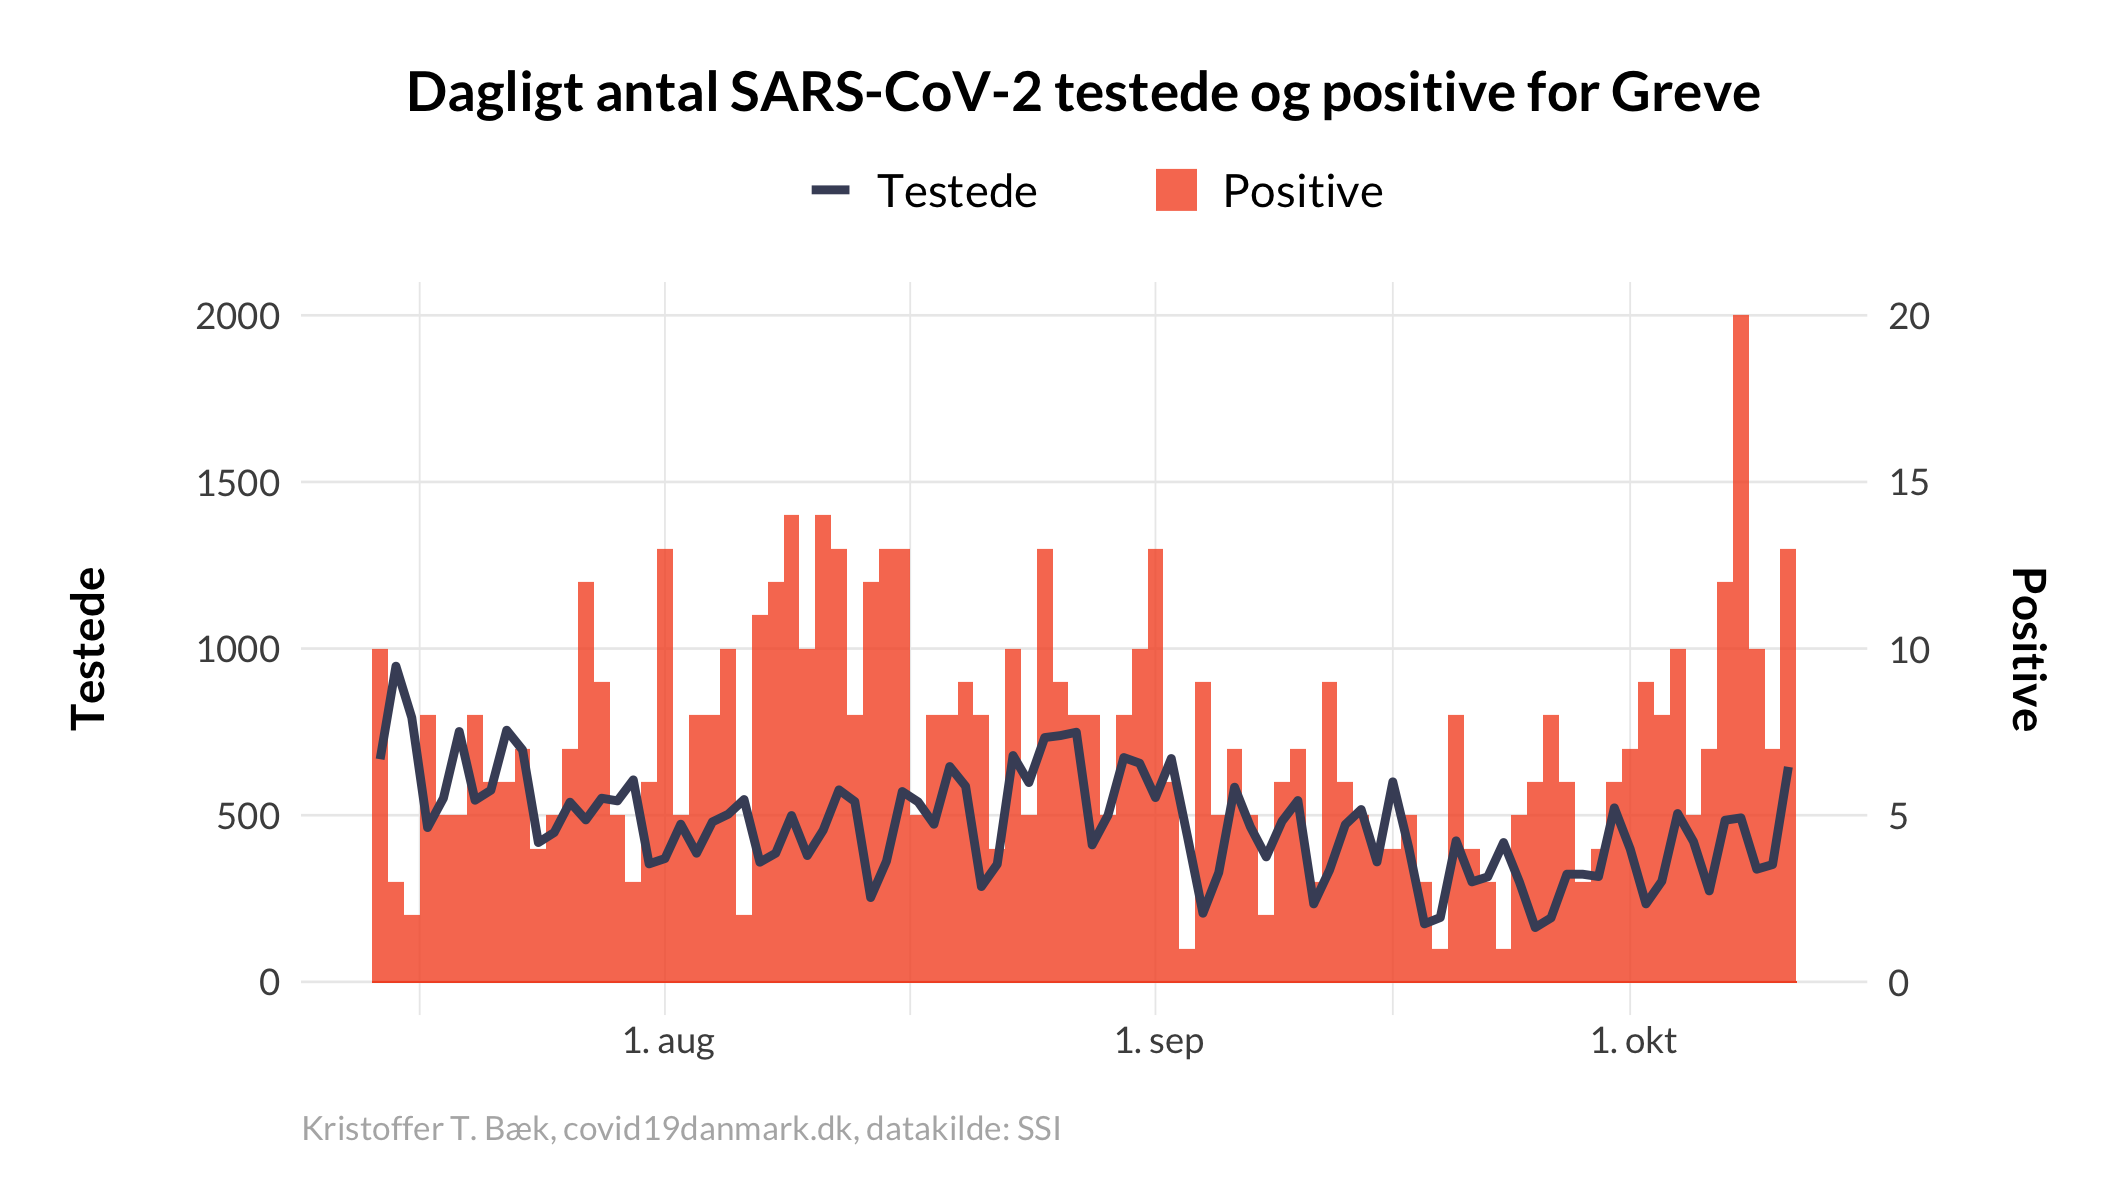 Dagligt antal SARS-CoV-2 testede og positive for Greve
Testede Positive
2000 20
1500 15
1000 10
500 5
0 0
Testede
Positive
1. aug 1. sep 1. okt
Kristoffer T. Bæk, covid19danmark.dk, datakilde: SSI